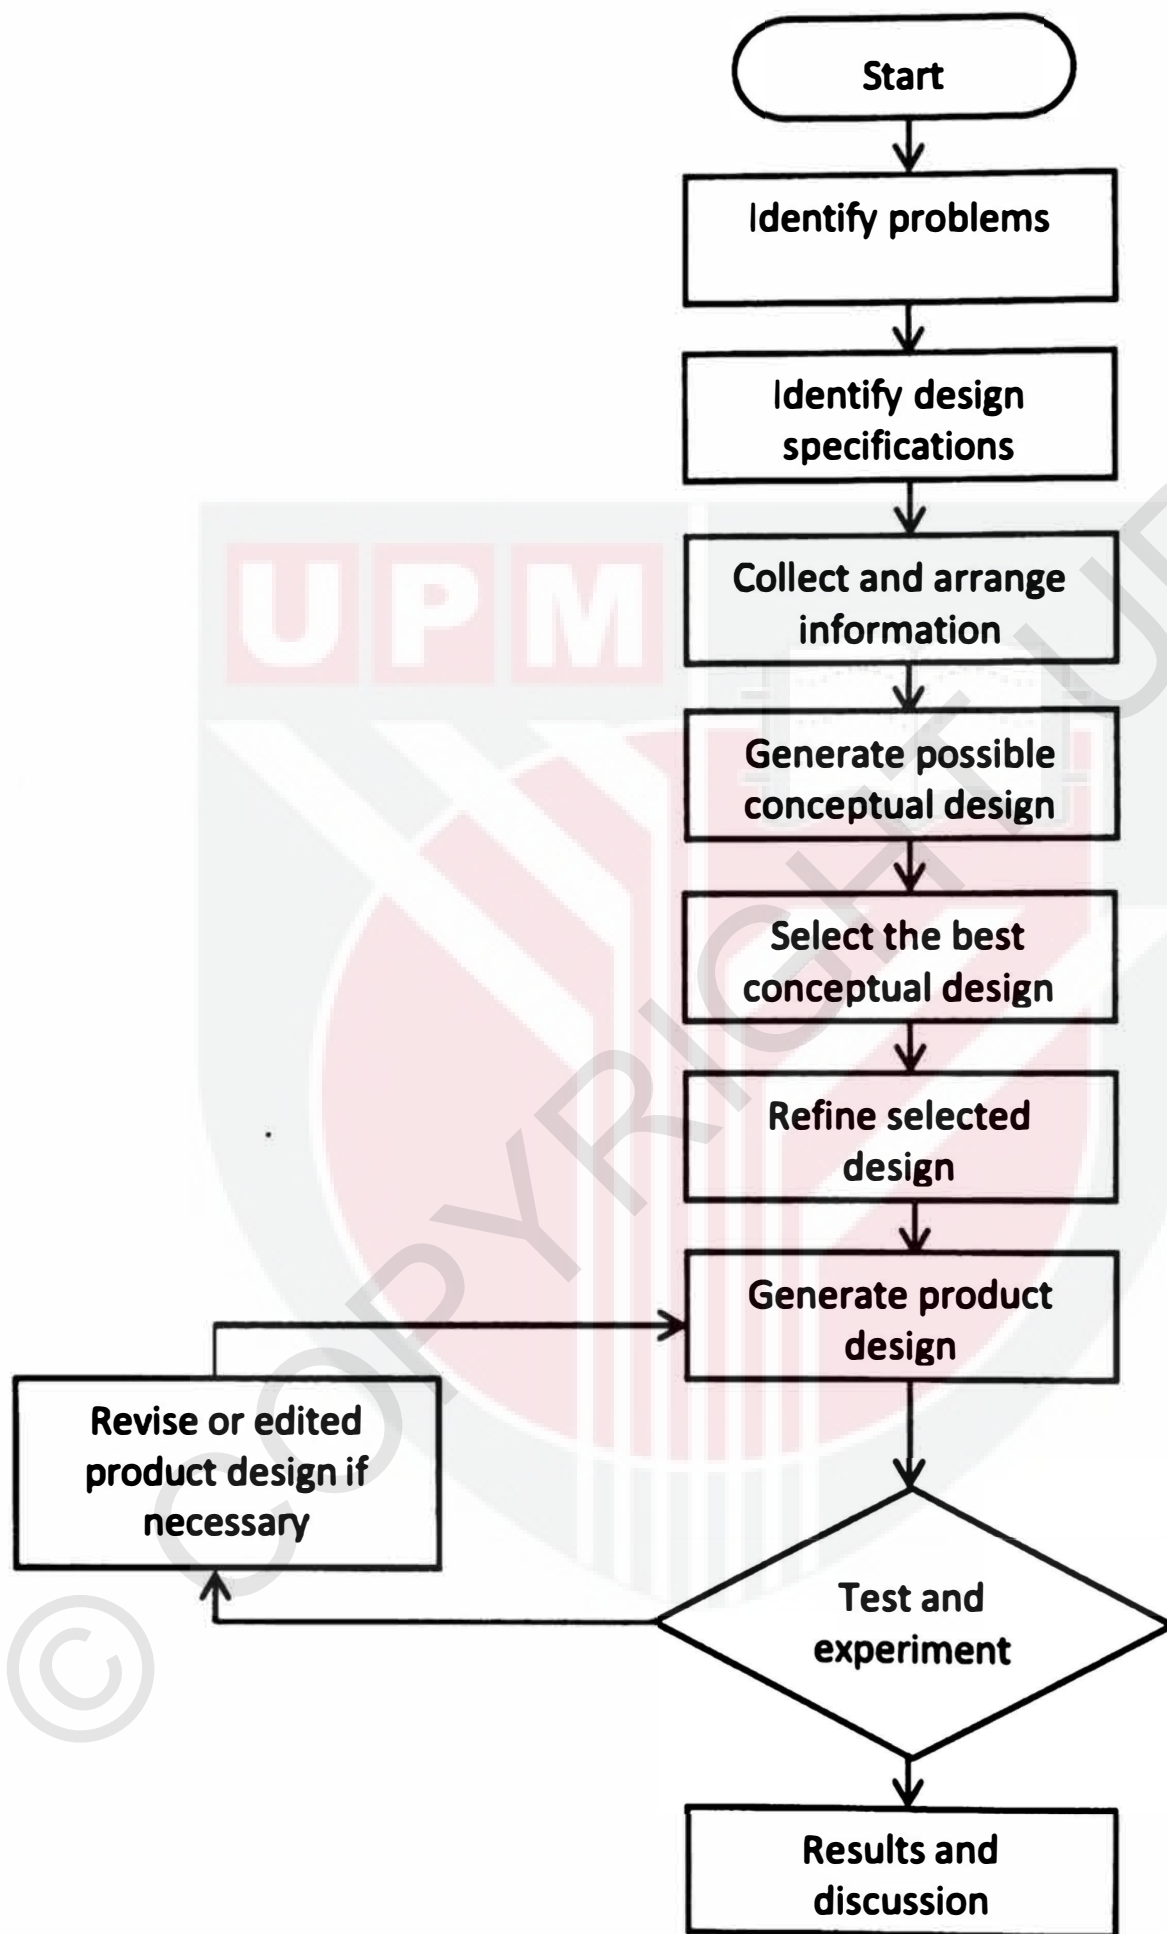 Start
Identify problems
Identify design
specifications
Collect and arrange
information
Generate possible
conceptual design
Select the best
conceptual design
Refine selected
design
Generate product
design
Revise or edited
product design if
necessary
Test and
experiment
Results and
discussion
UPM
© COPYRIGHT UP